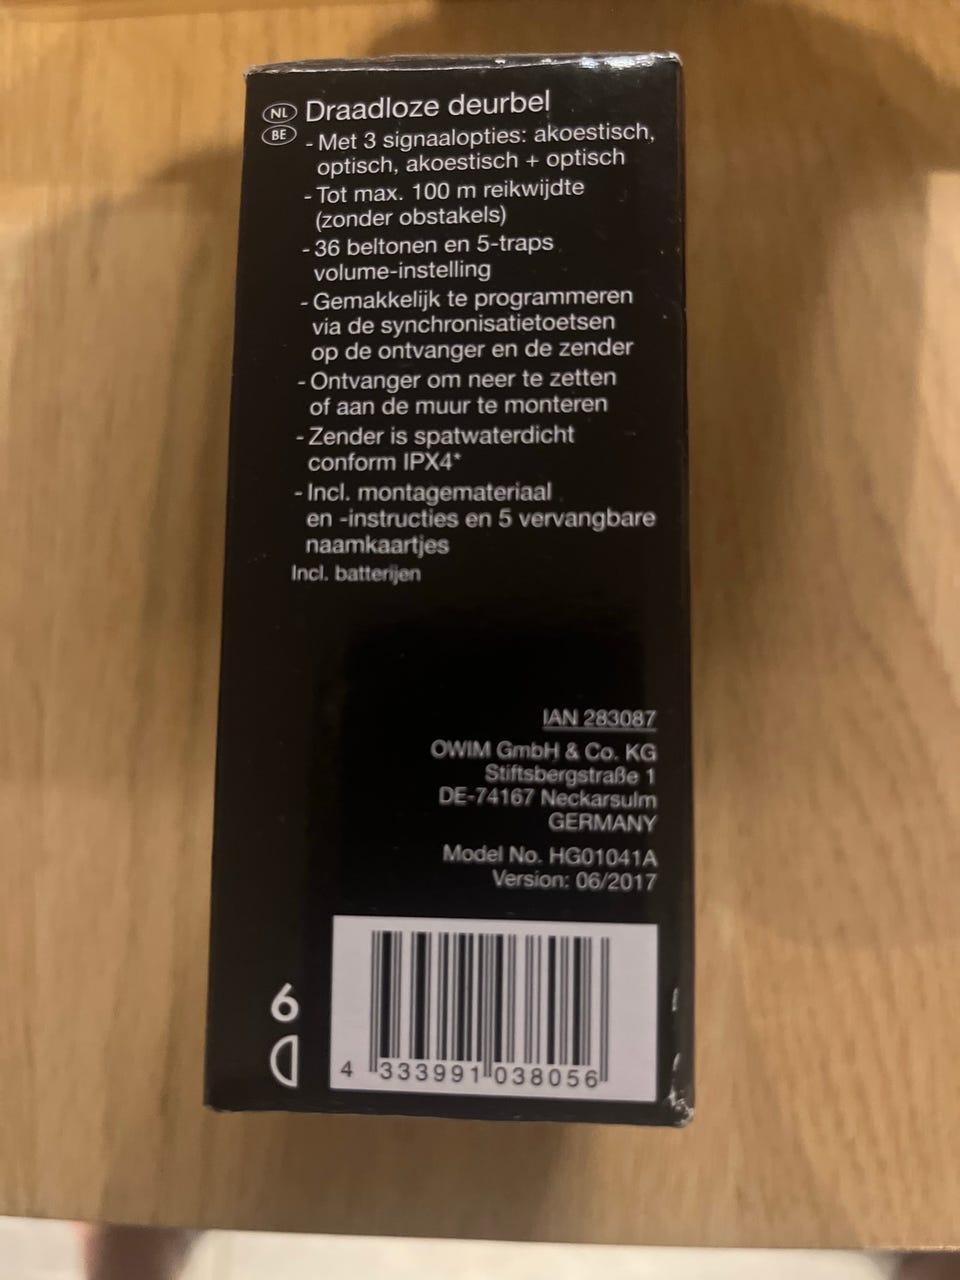 NL Draadloze deurbel
BE
- Met 3 signaalopties: akoestisch,
optisch, akoestisch + optisch
- Tot max. 100 m reikwijdte
(zonder obstakels)
- 36 beltonen en 5-traps
volume-instelling
- Gemakkelijk te programmeren
via de synchronisatietoetsen
op de ontvanger en de zender
- Ontvanger om neer te zetten
of aan de muur te monteren
- Zender is spatwaterdicht
conform IPX4*
- Incl. montagemateriaal
en -instructies en 5 vervangbare
naamkaartjes
Incl. batterijen
IAN 283087
OWIM GmbH & Co. KG
Stiftsbergstraße 1
DE-74167 Neckarsulm
GERMANY
Model No. HG01041A
Version: 06/2017
6
4 333991 038056